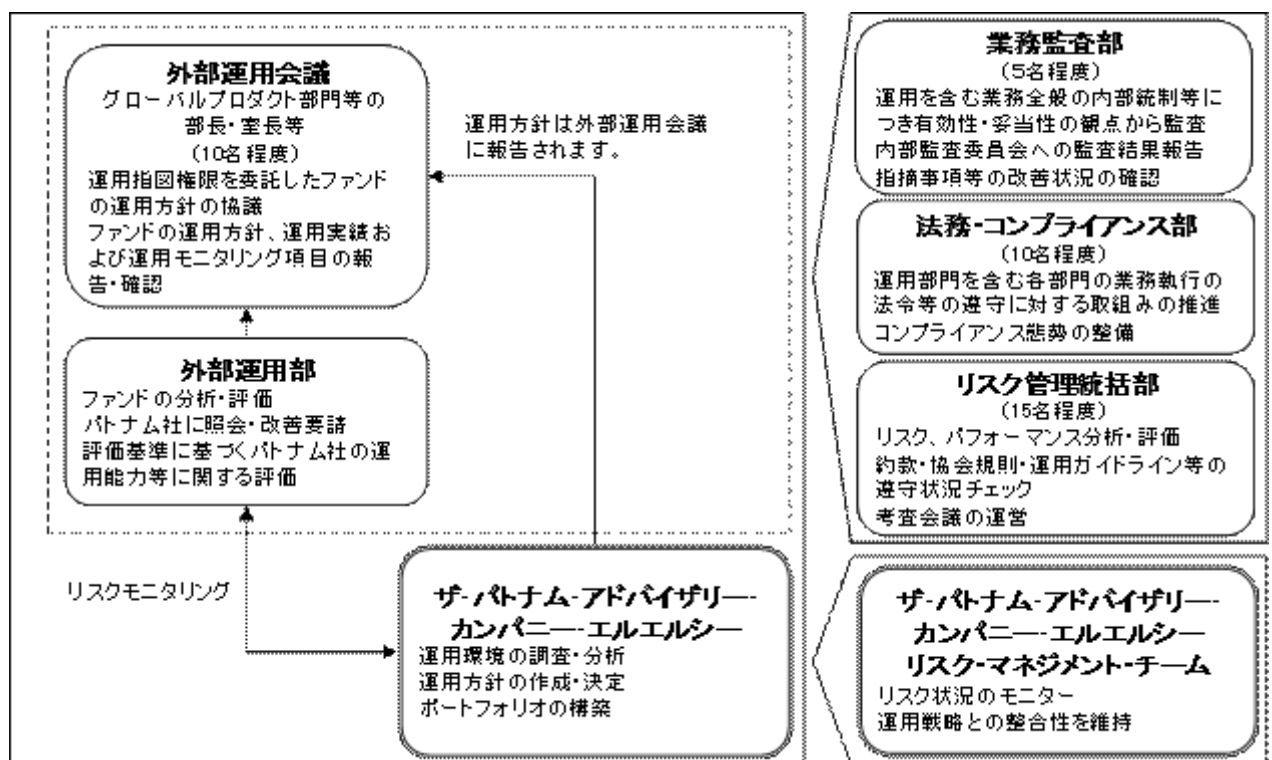 外部運用会議
グローバルプロダクト部門等の
部長・室長等
(10名程度)
運用指図権限を委託したファンド
の運用方針の協議
ファンドの運用方針、運用実績お
よび運用モニタリング項目の報
告・確認
運用方針は外部運用会議
に報告されます。
外部運用部
ファンドの分析・評価
パトナム社に照会・改善要請
評価基準に基づくパトナム社の運
用能力等に関する評価
リスクモニタリング
ザ・パトナム・アドバイザリー・
カンパニー・エルエルシー
運用環境の調査・分析
運用方針の作成・決定
ポートフォリオの構築
業務監査部
(5名程度)
運用を含む業務全般の内部統制等に
つき有効性・妥当性の観点から監査
内部監査委員会への監査結果報告
指摘事項等の改善状況の確認
法務・コンプライアンス部
(10名程度)
運用部門を含む各部門の業務執行の
法令等の遵守に対する取組みの推進
コンプライアンス態勢の整備
リスク管理統括部
(15名程度)
リスク、パフォーマンス分析・評価
約款・協会規則・運用ガイドライン等の
遵守状況チェック
考査会議の運営
ザ・パトナム・アドバイザリー・
カンパニー・エルエルシー
リスク・マネジメント・チーム
リスク状況のモニター
運用戦略との整合性を維持